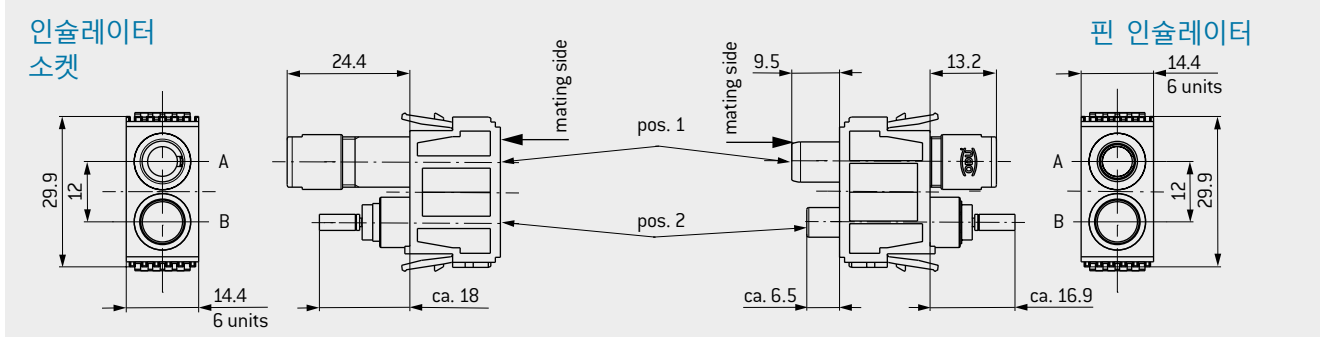 인슐레이터
소켓
핀 인슐레이터
24.4
mating side
pos. 1
pos. 2
A
B
29.9
12
14.4
6 units
ca. 18
9.5
mating side
13.2
14.4
6 units
A
B
12
29.9
ca. 6.5
ca. 16.9